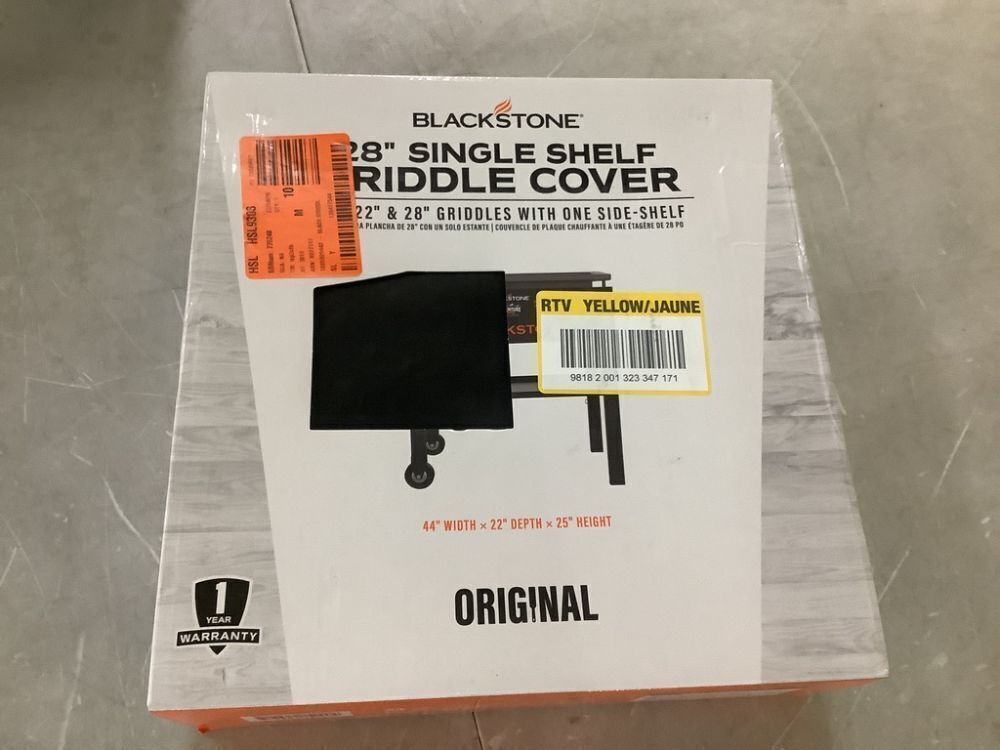 BLACKSTONE
28" SINGLE SHELF
RIDDLE COVER
22" & 28" GRIDDLES WITH ONE SIDE-SHELF
PLANCHA DE 28" CON UN SOLO ESTANTE | COUVERCLE DE PLAQUE CHAUFFANTE À UNE ÉTAGÈRE DE 28 PO
HSL HSL9303
M
10
SL Y
RTV YELLOW/JAUNE
9818 2 001 323 347 171
44" WIDTH × 22" DEPTH × 25" HEIGHT
ORIGINAL
1
YEAR
WARRANTY